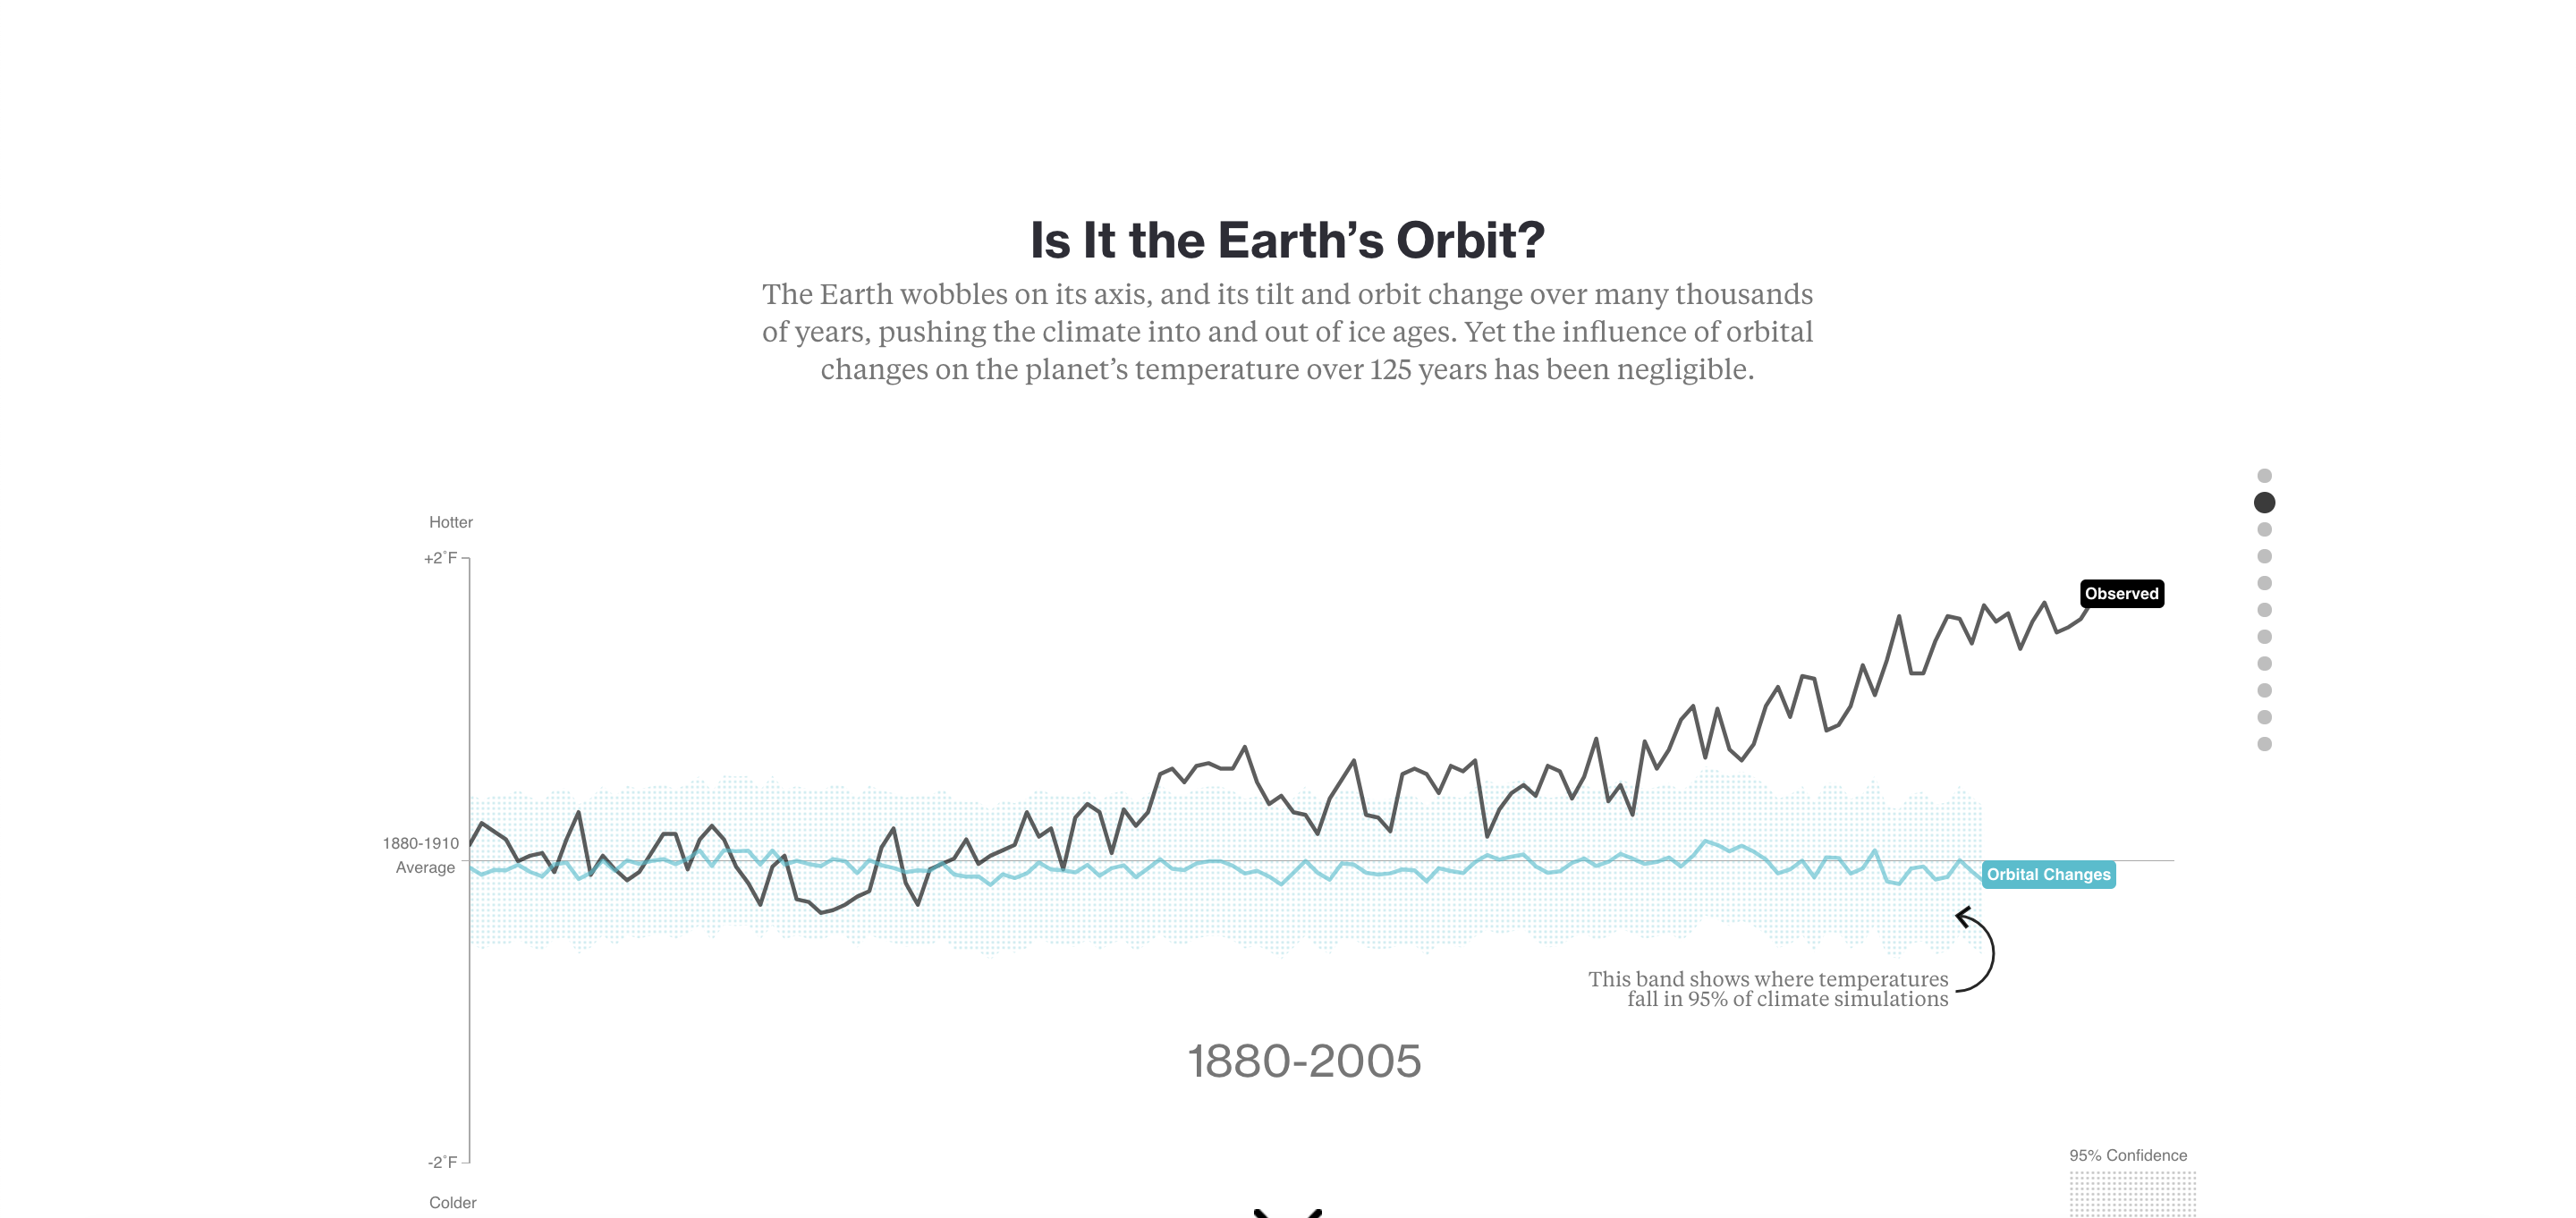 Is It the Earth’s Orbit?
The Earth wobbles on its axis, and its tilt and orbit change over many thousands
of years, pushing the climate into and out of ice ages. Yet the influence of orbital
changes on the planet’s temperature over 125 years has been negligible.
Hotter
+2˚F
Observed
1880-1910
Average
Orbital Changes
This band shows where temperatures
fall in 95% of climate simulations
1880-2005
-2˚F
95% Confidence
Colder